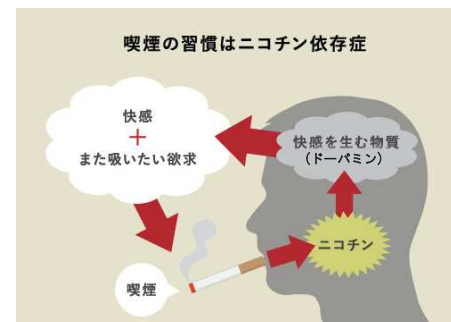 喫煙の習慣はニコチン依存症
快感
＋
また吸いたい欲求
快感を生む物質
（ドーパミン）
ニコチン
喫煙